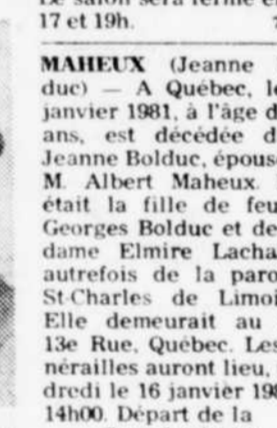 17 et 19h.
MAHEUX (Jeanne
duc) — A Québec, le
janvier 1981, à l'âge d
ans, est décédée d
Jeanne Bolduc, épous
M. Albert Maheux.
était la fille de feu
Georges Bolduc et de
dame Elmire Lacha
autrefois de la paro
St-Charles de Limoi
Elle demeurait au
13e Rue, Québec. Les
nérailles auront lieu,
dredi le 16 janvier 198
14h00. Départ de la